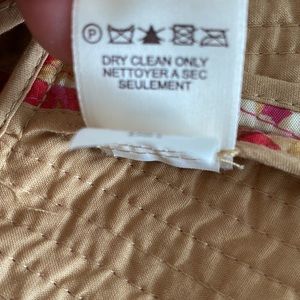 P
DRY CLEAN ONLY
NETTOYER A SEC
SEULEMENT